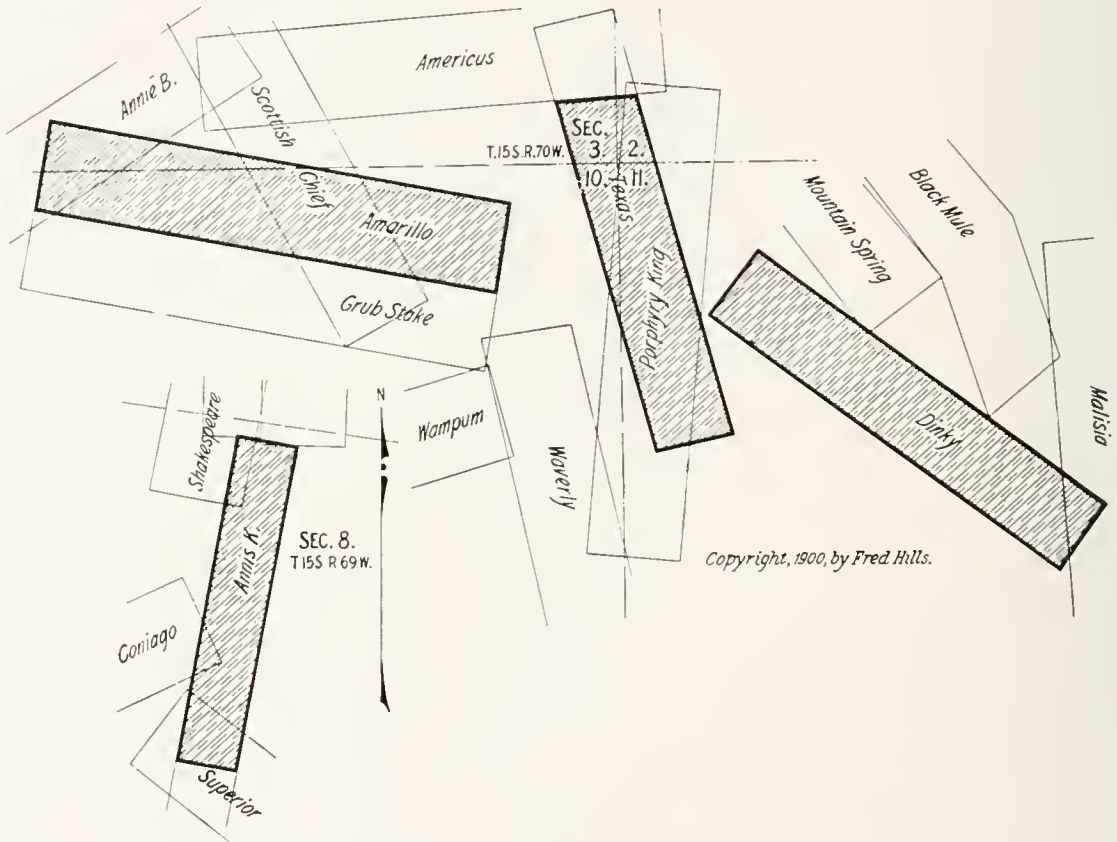 Americus
Annie B.
Scottish
Chief
SEC.
3. 2.
T.15 S. R.70 W.
10. 11.
Texas
Amarillo
Grub Stake
Porphyry King
Mountain Spring
Black Mule
Malisia
Dinky
Shakespeare
N
Wampum
Waverly
Annis K.
SEC. 8.
T 15 S R 69 W.
Copyright, 1900, by Fred Hills.
Coniago
Superior